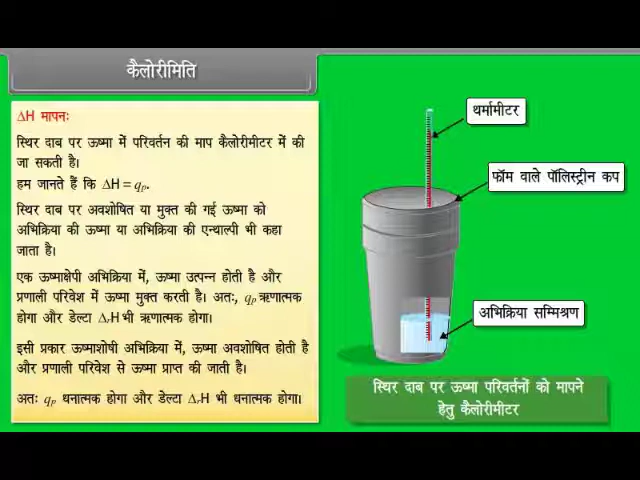 कैलोरीमिति
ΔH मापनः
स्थिर दाब पर ऊष्मा में परिवर्तन की माप कैलोरीमीटर में की
जा सकती है।
हम जानते हैं कि ΔH = qp.
स्थिर दाब पर अवशोषित या मुक्त की गई ऊष्मा को
अभिक्रिया की ऊष्मा या अभिक्रिया की एन्थाल्पी भी कहा
जाता है।
एक ऊष्माक्षेपी अभिक्रिया में, ऊष्मा उत्पन्न होती है और
प्रणाली परिवेश में ऊष्मा मुक्त करती है। अतः, qp ऋणात्मक
होगा और डेल्टा ΔrH भी ऋणात्मक होगा।
इसी प्रकार ऊष्माशोषी अभिक्रिया में, ऊष्मा अवशोषित होती है
और प्रणाली परिवेश से ऊष्मा प्राप्त की जाती है।
अतः qp धनात्मक होगा और डेल्टा ΔrH भी धनात्मक होगा।
थर्मामीटर
फॉम वाले पॉलिस्ट्रीन कप
अभिक्रिया सम्मिश्रण
स्थिर दाब पर ऊष्मा परिवर्तनों को मापने
हेतु कैलोरीमीटर